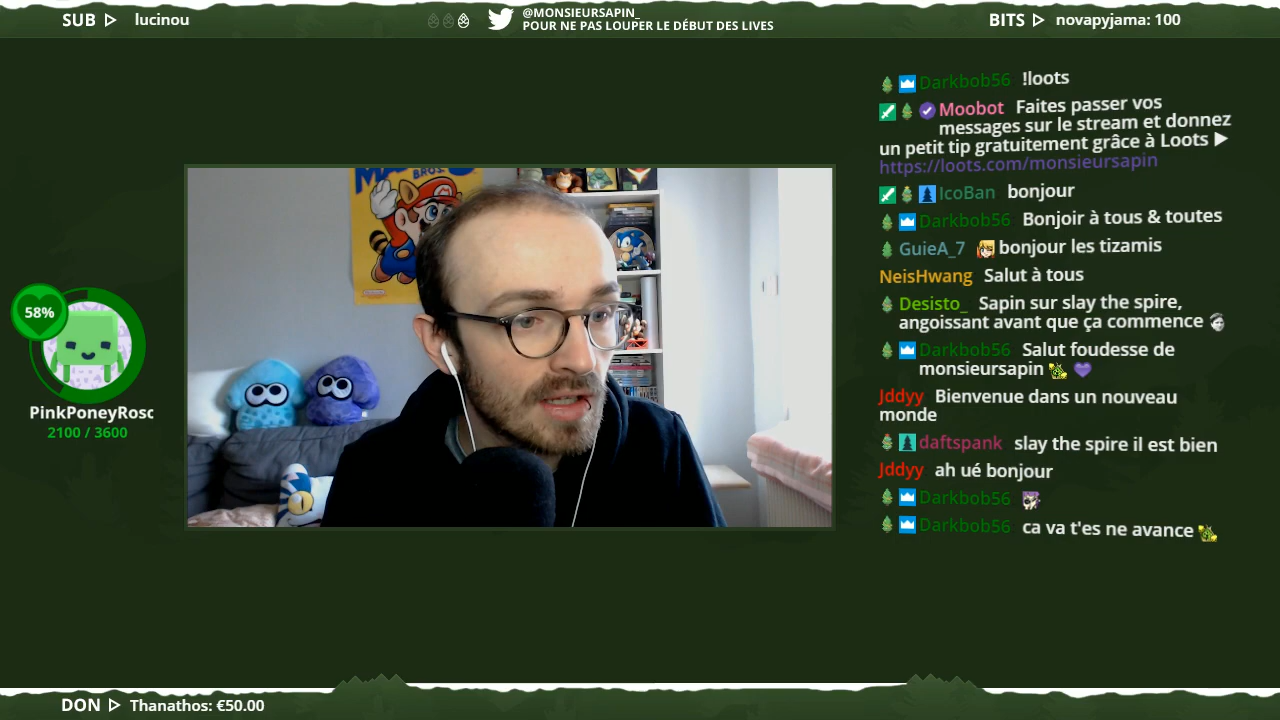 SUB lucinou
@MONSIEURSAPIN_
POUR NE PAS LOUPER LE DÉBUT DES LIVES
BITS novapyjama: 100
Darkbob56 !loots
Moobot Faites passer vos
messages sur le stream et donnez
un petit tip gratuitement grâce à Loots ►
https://loots.com/monsieursapin
IcoBan bonjour
Darkbob56 Bonjoir à tous & toutes
GuieA_7 bonjour les tizamis
NeisHwang Salut à tous
Desisto_ Sapin sur slay the spire,
angoissant avant que ça commence
Darkbob56 Salut foudesse de
monsieursapin
Jddyy Bienvenue dans un nouveau
monde
daftspank slay the spire il est bien
Jddyy ah ué bonjour
Darkbob56
Darkbob56 ca va t'es ne avance
BROS
58%
PinkPoneyRosc
2100 / 3600
DON Thanathos: €50.00